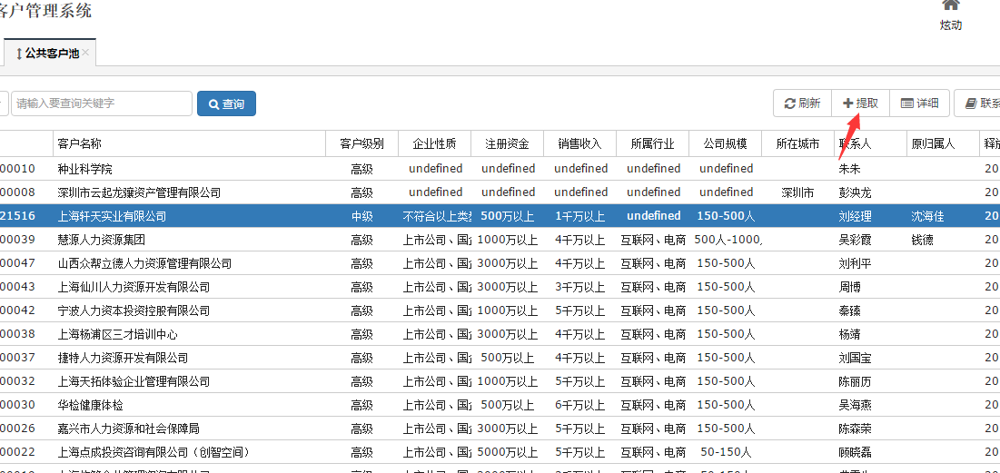 客户管理系统
炫动
公共客户池
请输入要查询关键字 查询 刷新 提取 详细
客户名称 客户级别 企业性质 注册资金 销售收入 所属行业 公司规模 所在城市 联系人 原归属人
00010 种业科学院 高级 undefined undefined undefined undefined undefined 朱朱 20
00008 深圳市云起龙骧资产管理有限公司 高级 undefined undefined undefined undefined undefined 深圳市 彭泱龙 20
21516 上海轩天实业有限公司 中级 不符合以上类 500万以上 1千万以上 undefined 150-500人 刘经理 沈海佳 20
00039 慧源人力资源集团 高级 上市公司、国 1000万以上 4千万以上 互联网、电商 500人-1000 吴彩霞 钱德 20
00047 山西众帮立德人力资源管理有限公司 高级 上市公司、国 3000万以上 4千万以上 互联网、电商 150-500人 刘利平 20
00043 上海仙川人力资源开发有限公司 高级 上市公司、国 3000万以上 3千万以上 互联网、电商 150-500人 周博 20
00042 宁波人力资本投资控股有限公司 高级 上市公司、国 1000万以上 5千万以上 互联网、电商 150-500人 秦臻 20
00038 上海杨浦区三才培训中心 高级 上市公司、国 3000万以上 4千万以上 互联网、电商 150-500人 杨靖 20
00037 捷特人力资源开发有限公司 高级 上市公司、国 500万以上 4千万以上 互联网、电商 150-500人 刘国宝 20
00032 上海天拓体验企业管理有限公司 高级 上市公司、国 1000万以上 5千万以上 互联网、电商 150-500人 陈丽历 20
00030 华检健康体检 高级 上市公司、国 500万以上 6千万以上 互联网、电商 150-500人 吴海燕 20
00026 嘉兴市人力资源和社会保障局 高级 上市公司、国 3000万以上 5千万以上 互联网、电商 150-500人 陈森荣 20
00022 上海点成投资咨询有限公司（创智空间） 高级 上市公司、国 5000万以上 5千万以上 互联网、电商 50-150人 顾晓磊 20